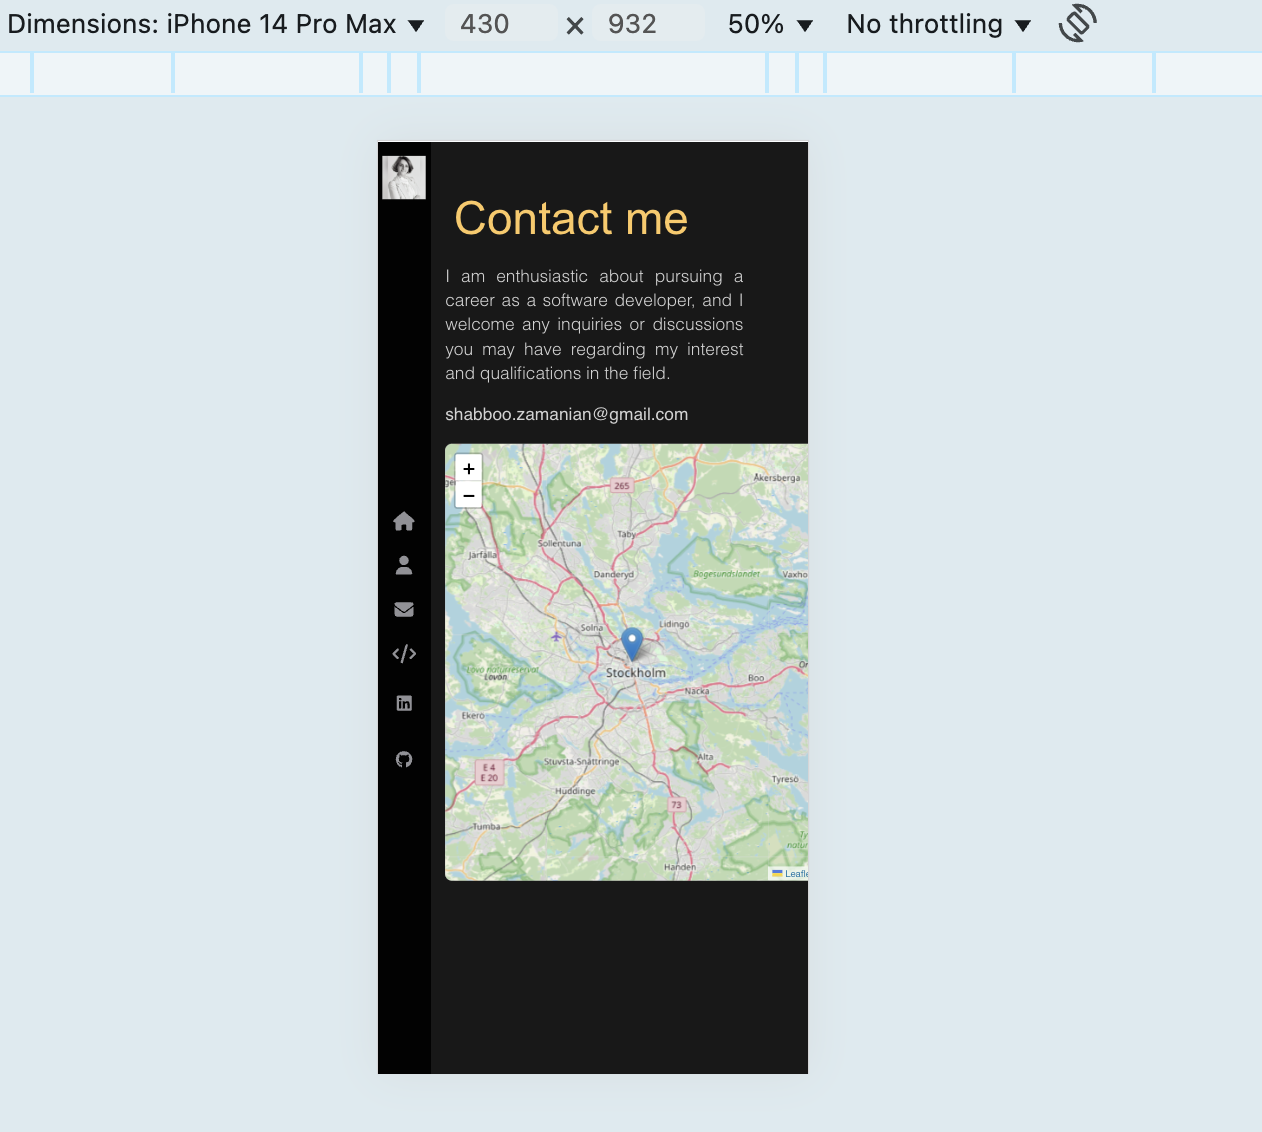 Dimensions: iPhone 14 Pro Max 430 × 932 50% No throttling
Contact me
I am enthusiastic about pursuing a
career as a software developer, and I
welcome any inquiries or discussions
you may have regarding my interest
and qualifications in the field.
shabboo.zamanian@gmail.com
+
−
265
Åkersberga
Täby
Sollentuna
Järfälla
Danderyd
Bogesundslandet
Vaxho
Solna
Lidingö
Lovö naturreservat
Lovön
Stockholm
Boo
Nacka
Ekerö
Älta
Stuvsta-Snättringe
E 4
E 20
Tyresö
Huddinge
73
Tumba
Handen
Leafle